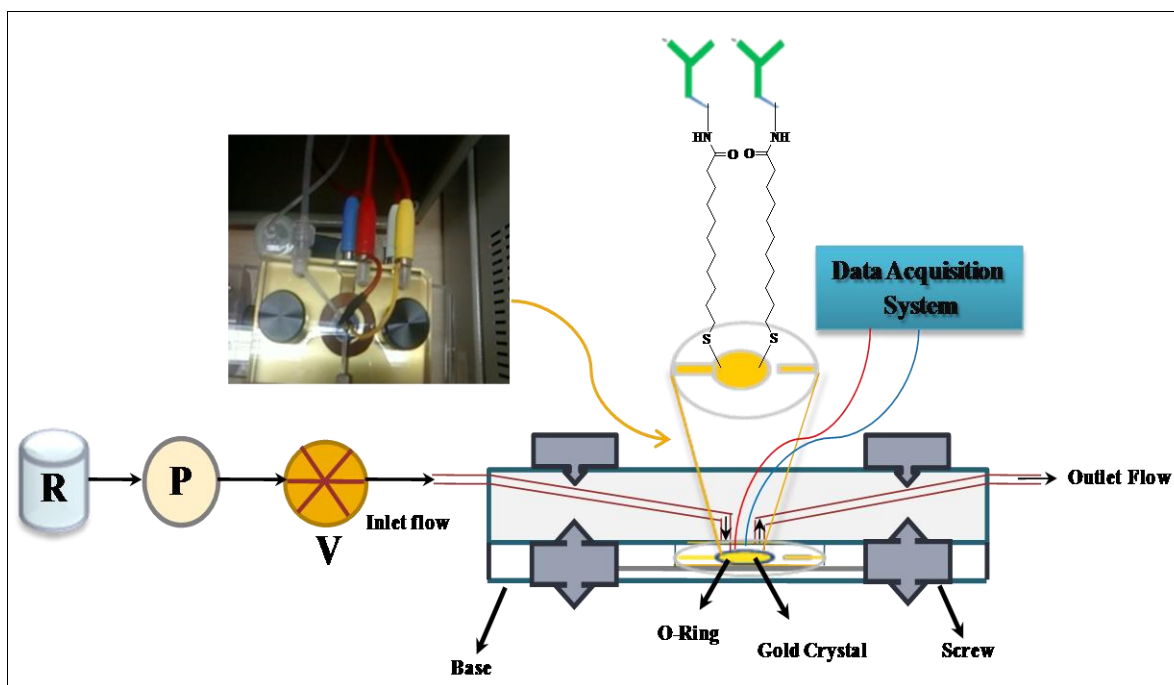 HN
NH
O
O
S
S
Data Acquisition
System
R
P
V
Inlet flow
Outlet Flow
O-Ring
Gold Crystal
Base
Screw